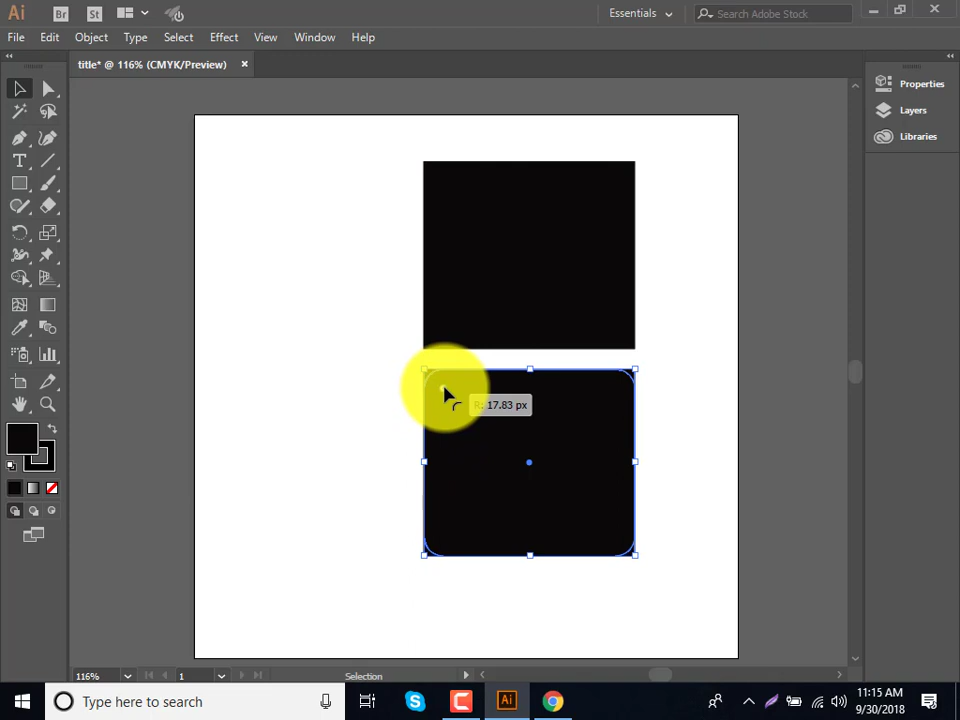 Ai Br St Essentials Search Adobe Stock
File Edit Object Type Select Effect View Window Help
title* @ 116% (CMYK/Preview) ×
Properties
Layers
Libraries
R: 17.83 px
116% 1 Selection
Type here to search Ai 11:15 AM
9/30/2018